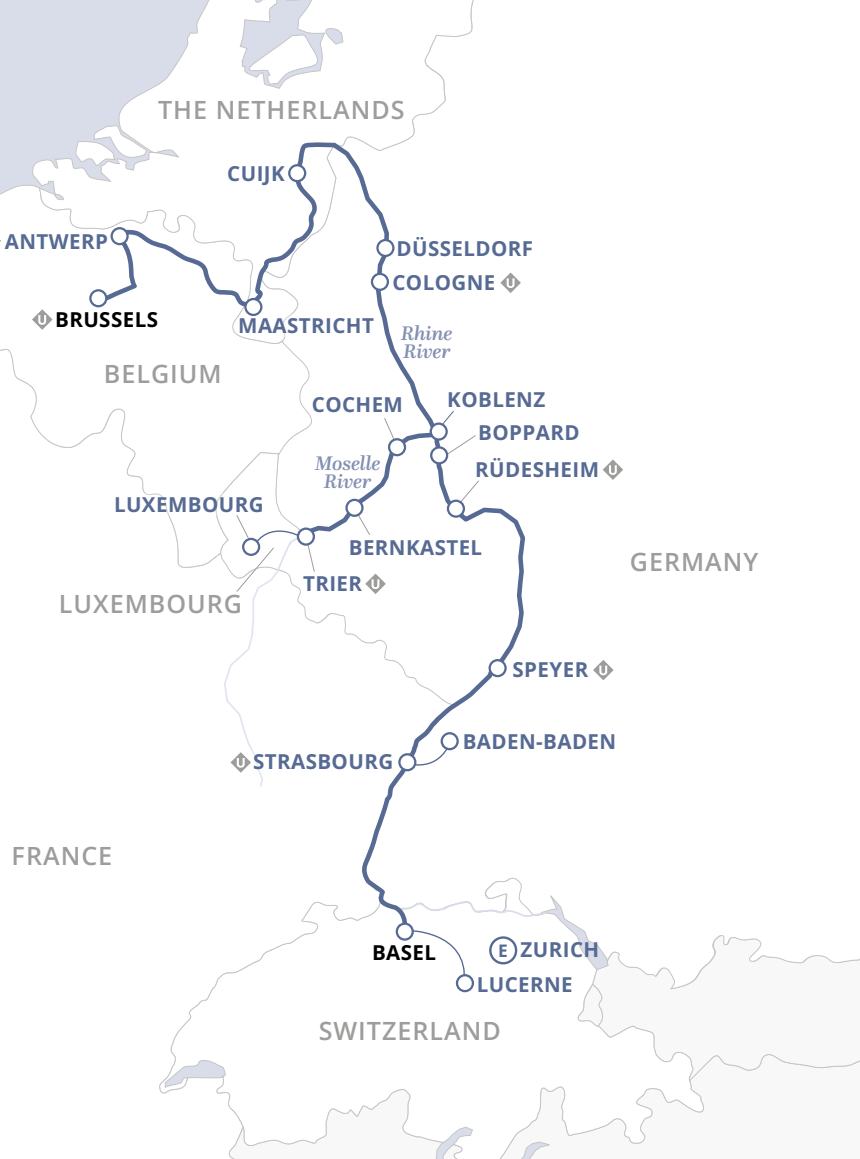 THE NETHERLANDS
CUIJK
ANTWERP
DÜSSELDORF
COLOGNE U
U BRUSSELS
MAASTRICHT
Rhine
River
BELGIUM
COCHEM
KOBLENZ
BOPPARD
Moselle
River
RÜDESHEIM U
LUXEMBOURG
BERNKASTEL
GERMANY
TRIER U
LUXEMBOURG
SPEYER U
BADEN-BADEN
U STRASBOURG
FRANCE
BASEL
E ZURICH
LUCERNE
SWITZERLAND